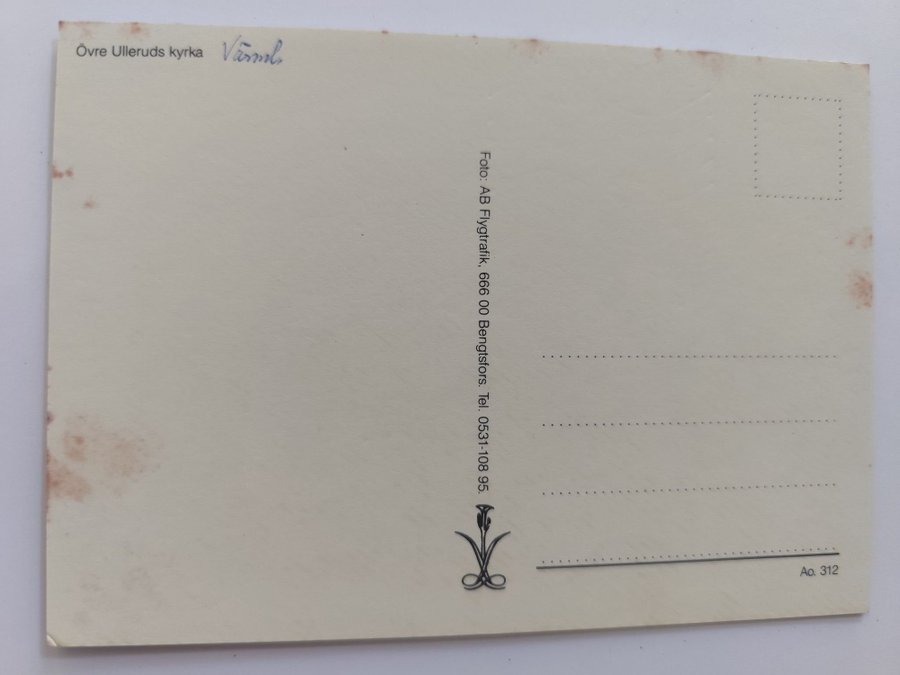 Övre Ulleruds kyrka Värml.
Foto: AB Flygtrafik, 666 00 Bengtsfors. Tel. 0531-108 95.
Ao. 312